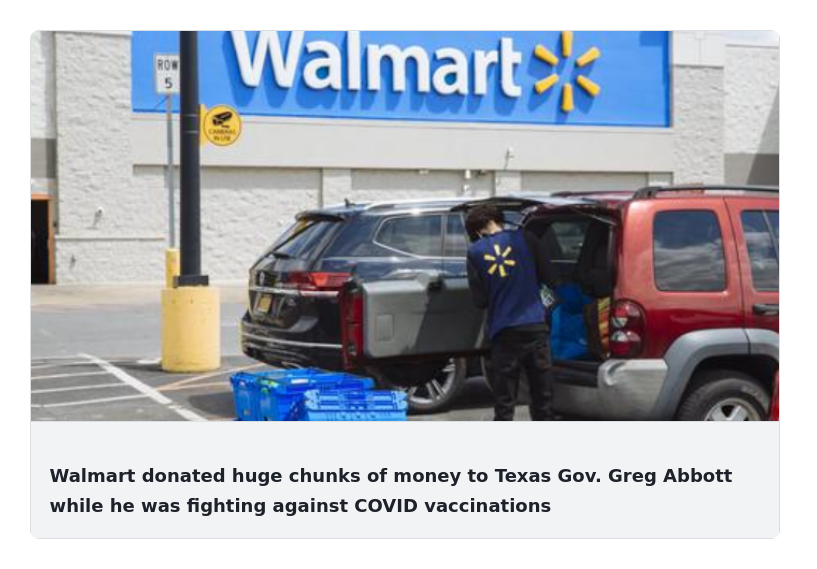 Walmart
ROW
5
CAMERAS
IN USE
Walmart donated huge chunks of money to Texas Gov. Greg Abbott
while he was fighting against COVID vaccinations